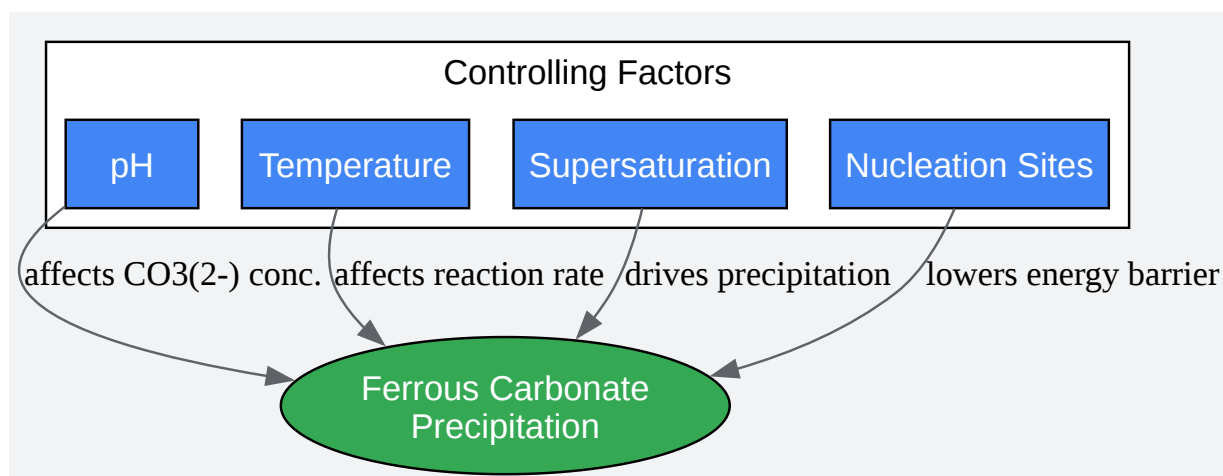 Controlling Factors
pH
Temperature
Supersaturation
Nucleation Sites
affects CO3(2-) conc.
affects reaction rate
drives precipitation
lowers energy barrier
Ferrous Carbonate
Precipitation